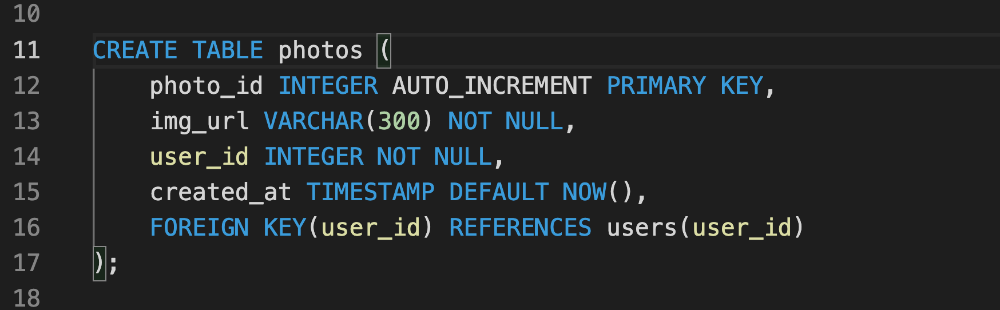 10
11 CREATE TABLE photos (
12 photo_id INTEGER AUTO_INCREMENT PRIMARY KEY,
13 img_url VARCHAR(300) NOT NULL,
14 user_id INTEGER NOT NULL,
15 created_at TIMESTAMP DEFAULT NOW(),
16 FOREIGN KEY(user_id) REFERENCES users(user_id)
17 );
18